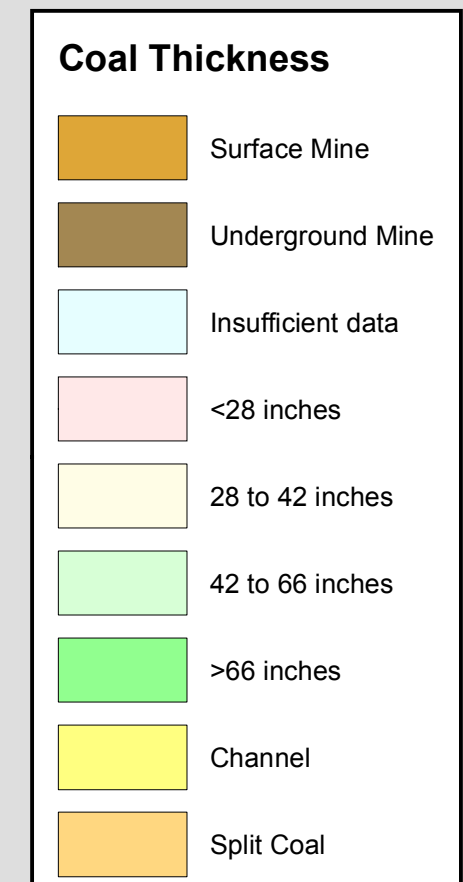 Coal Thickness
Surface Mine
Underground Mine
Insufficient data
<28 inches
28 to 42 inches
42 to 66 inches
>66 inches
Channel
Split Coal